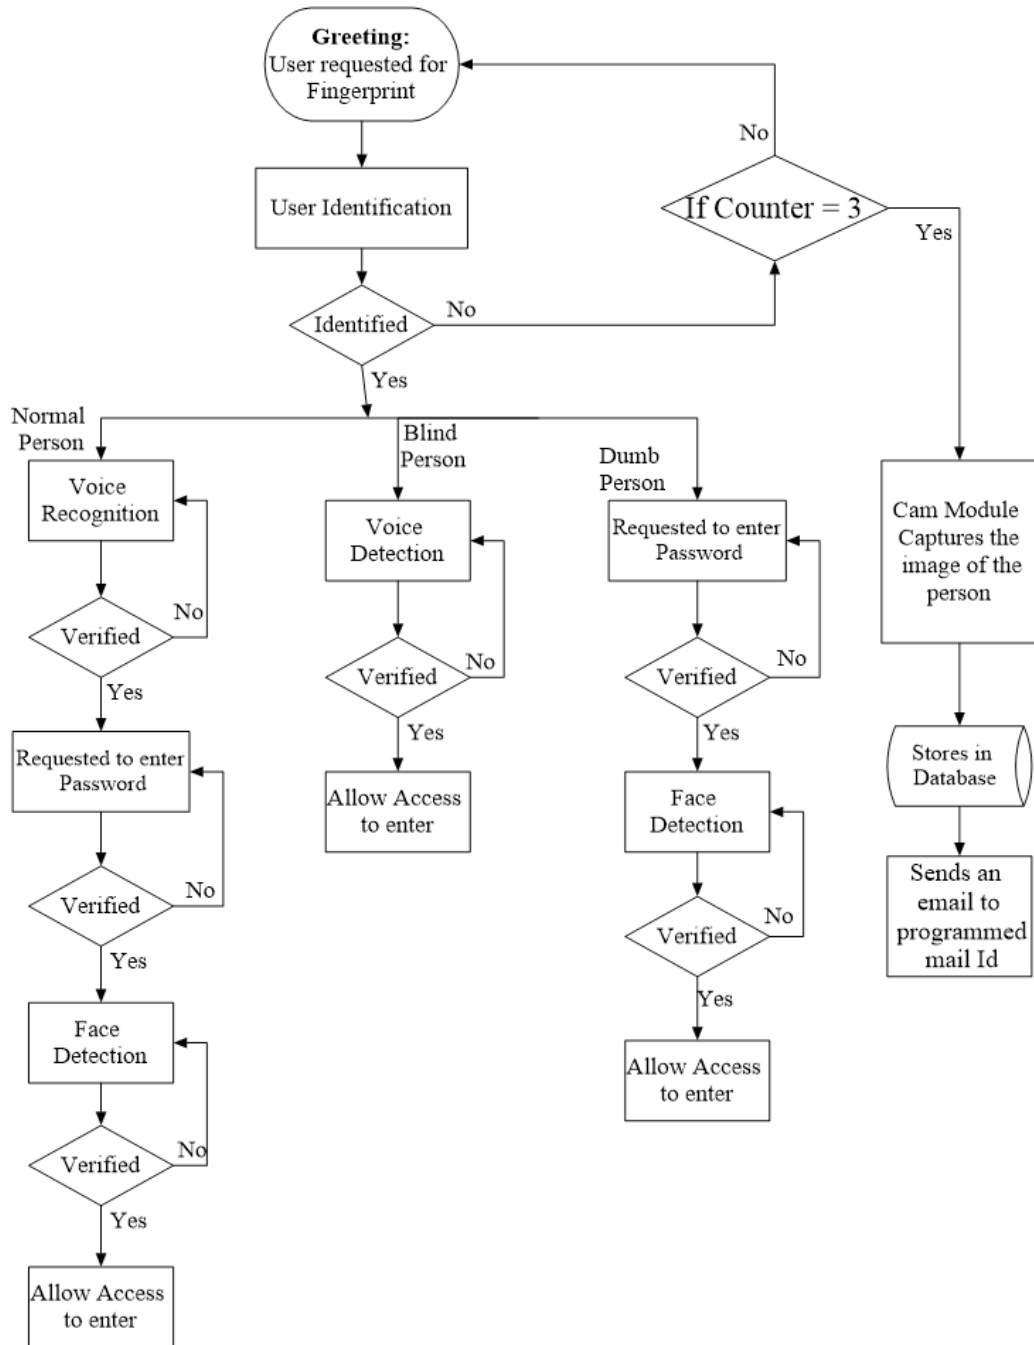 Greeting:
User requested for
Fingerprint
No
User Identification
If Counter = 3
Yes
Identified
No
Yes
Normal
Person
Blind
Person
Dumb
Person
Voice
Recognition
Voice
Detection
Requested to enter
Password
Cam Module
Captures the
image of the
person
Verified
No
Verified
No
Verified
No
Yes
Yes
Yes
Requested to enter
Password
Allow Access
to enter
Face
Detection
Stores in
Database
Verified
No
Verified
No
Sends an
email to
programmed
mail Id
Yes
Yes
Face
Detection
Allow Access
to enter
Verified
No
Yes
Allow Access
to enter